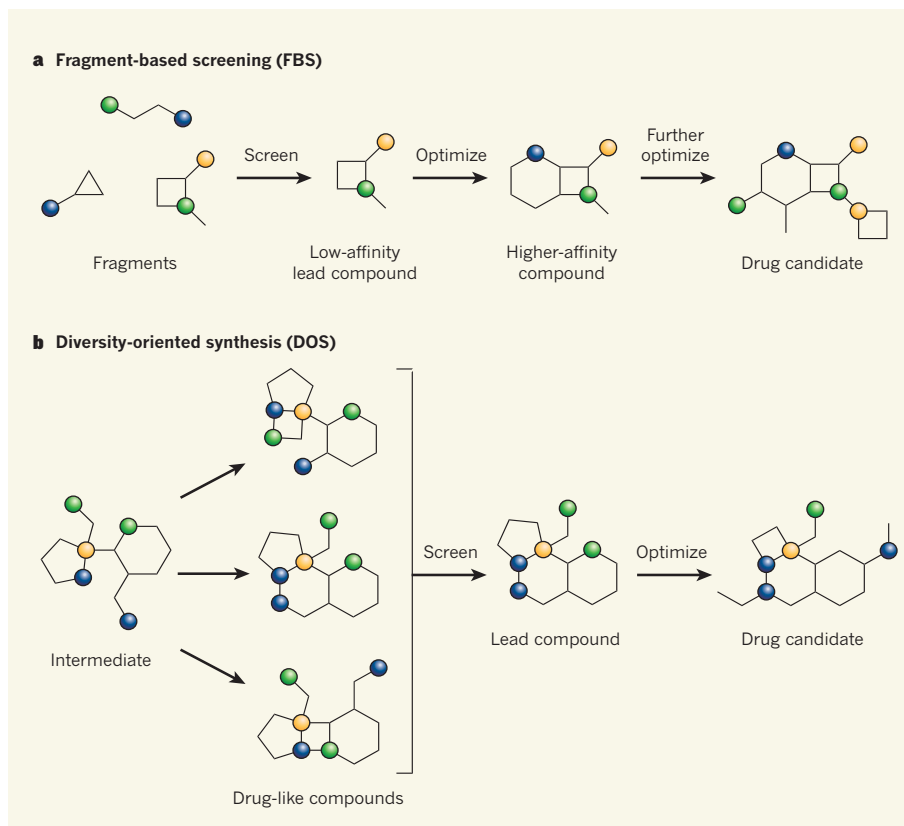 a Fragment-based screening (FBS)
Screen
Optimize
Further
optimize
Fragments
Low-affinity
lead compound
Higher-affinity
compound
Drug candidate
b Diversity-oriented synthesis (DOS)
Screen
Optimize
Intermediate
Lead compound
Drug candidate
Drug-like compounds